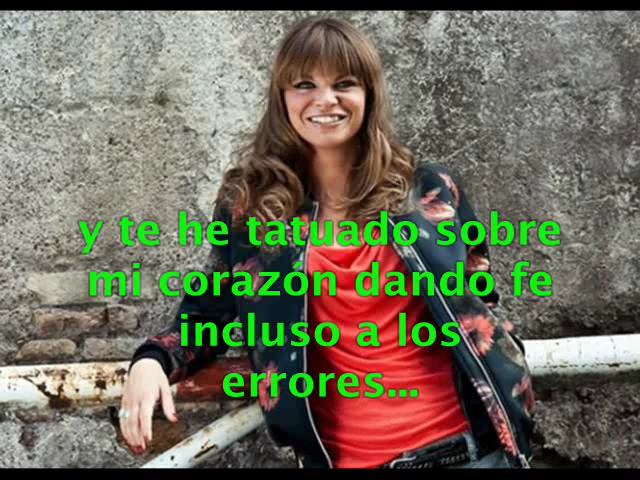 y te he tatuado sobre
mi corazón dando fe
incluso a los
errores...